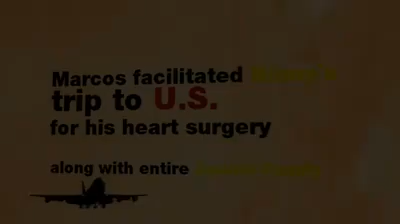 Marcos facilitated
trip to U.S.
for his heart surgery
along with entire